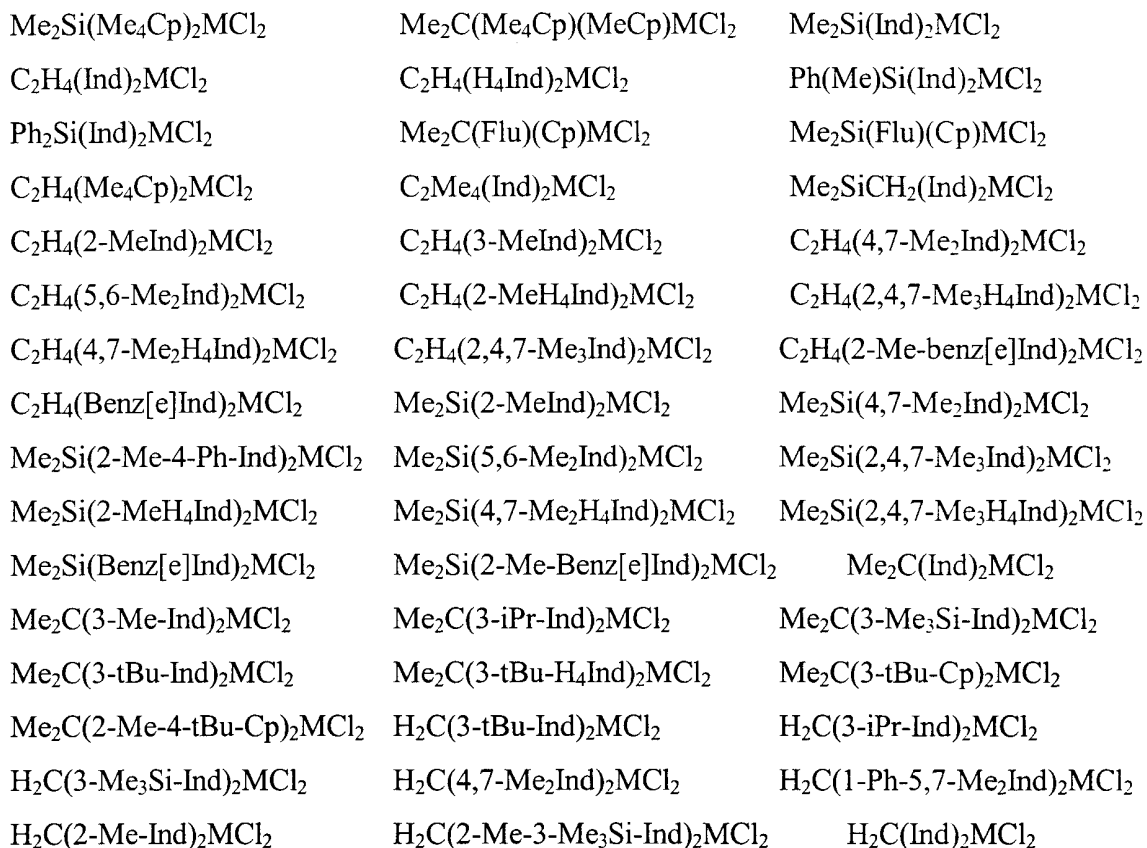 Me₂Si(Me₄Cp)₂MCl₂ Me₂C(Me₄Cp)(MeCp)MCl₂ Me₂Si(Ind)₂MCl₂
C₂H₄(Ind)₂MCl₂ C₂H₄(H₄Ind)₂MCl₂ Ph(Me)Si(Ind)₂MCl₂
Ph₂Si(Ind)₂MCl₂ Me₂C(Flu)(Cp)MCl₂ Me₂Si(Flu)(Cp)MCl₂
C₂H₄(Me₄Cp)₂MCl₂ C₂Me₄(Ind)₂MCl₂ Me₂SiCH₂(Ind)₂MCl₂
C₂H₄(2-MeInd)₂MCl₂ C₂H₄(3-MeInd)₂MCl₂ C₂H₄(4,7-Me₂Ind)₂MCl₂
C₂H₄(5,6-Me₂Ind)₂MCl₂ C₂H₄(2-MeH₄Ind)₂MCl₂ C₂H₄(2,4,7-Me₃H₄Ind)₂MCl₂
C₂H₄(4,7-Me₂H₄Ind)₂MCl₂ C₂H₄(2,4,7-Me₃Ind)₂MCl₂ C₂H₄(2-Me-benz[e]Ind)₂MCl₂
C₂H₄(Benz[e]Ind)₂MCl₂ Me₂Si(2-MeInd)₂MCl₂ Me₂Si(4,7-Me₂Ind)₂MCl₂
Me₂Si(2-Me-4-Ph-Ind)₂MCl₂ Me₂Si(5,6-Me₂Ind)₂MCl₂ Me₂Si(2,4,7-Me₃Ind)₂MCl₂
Me₂Si(2-MeH₄Ind)₂MCl₂ Me₂Si(4,7-Me₂H₄Ind)₂MCl₂ Me₂Si(2,4,7-Me₃H₄Ind)₂MCl₂
Me₂Si(Benz[e]Ind)₂MCl₂ Me₂Si(2-Me-Benz[e]Ind)₂MCl₂ Me₂C(Ind)₂MCl₂
Me₂C(3-Me-Ind)₂MCl₂ Me₂C(3-iPr-Ind)₂MCl₂ Me₂C(3-Me₃Si-Ind)₂MCl₂
Me₂C(3-tBu-Ind)₂MCl₂ Me₂C(3-tBu-H₄Ind)₂MCl₂ Me₂C(3-tBu-Cp)₂MCl₂
Me₂C(2-Me-4-tBu-Cp)₂MCl₂ H₂C(3-tBu-Ind)₂MCl₂ H₂C(3-iPr-Ind)₂MCl₂
H₂C(3-Me₃Si-Ind)₂MCl₂ H₂C(4,7-Me₂Ind)₂MCl₂ H₂C(1-Ph-5,7-Me₂Ind)₂MCl₂
H₂C(2-Me-Ind)₂MCl₂ H₂C(2-Me-3-Me₃Si-Ind)₂MCl₂ H₂C(Ind)₂MCl₂